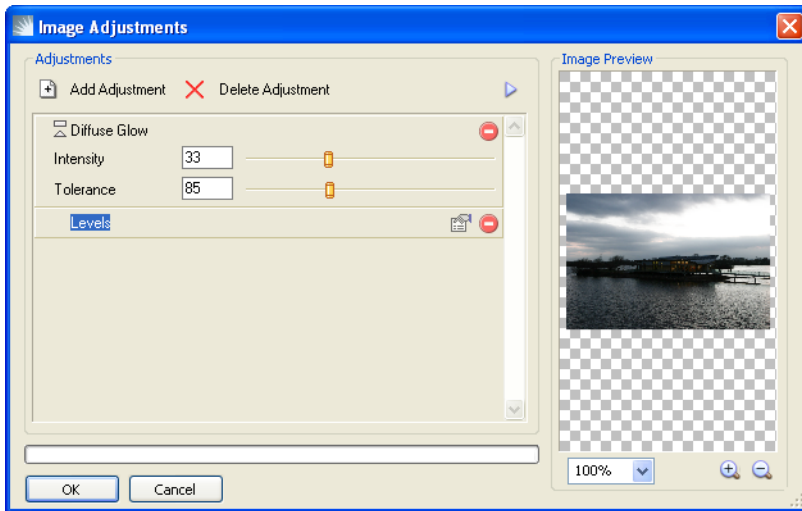 Image Adjustments
Adjustments
Add Adjustment Delete Adjustment
Diffuse Glow
Intensity 33
Tolerance 85
Levels
Image Preview
100%
OK Cancel